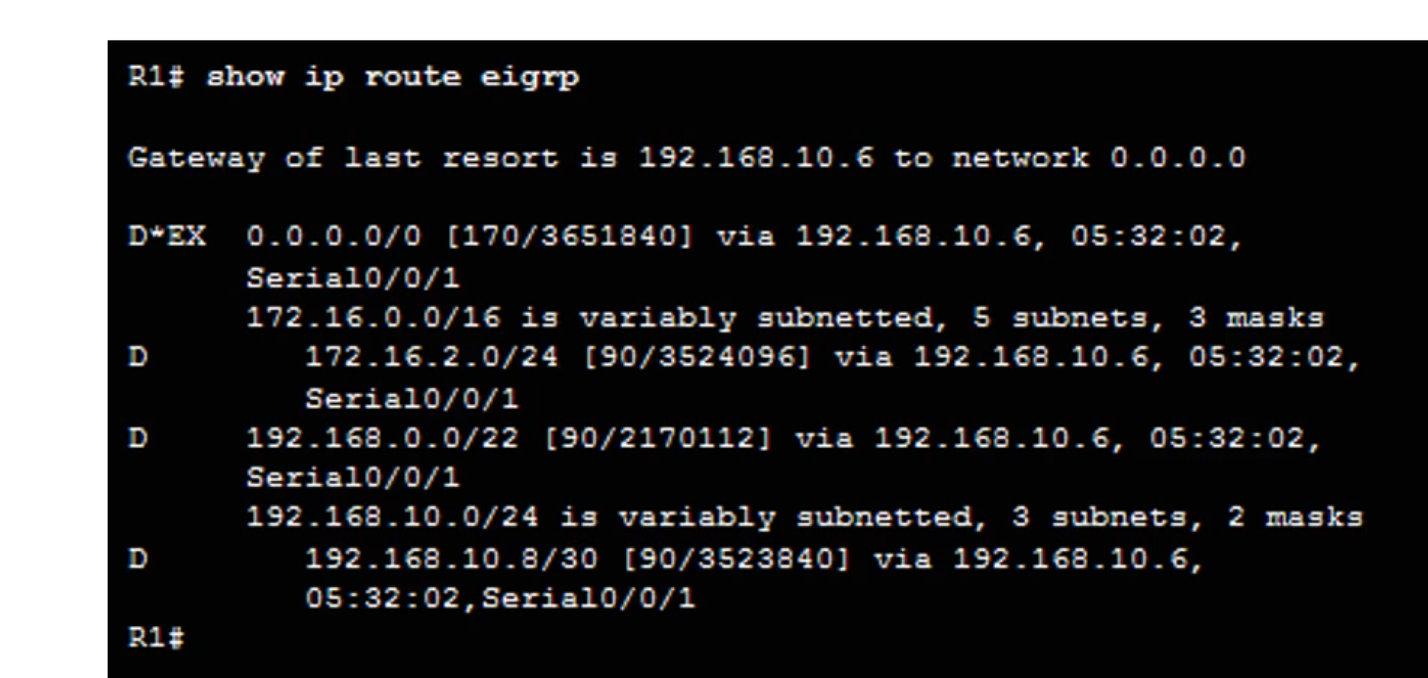 R1# show ip route eigrp
Gateway of last resort is 192.168.10.6 to network 0.0.0.0
D*EX 0.0.0.0/0 [170/3651840] via 192.168.10.6, 05:32:02,
Serial0/0/1
172.16.0.0/16 is variably subnetted, 5 subnets, 3 masks
D 172.16.2.0/24 [90/3524096] via 192.168.10.6, 05:32:02,
Serial0/0/1
D 192.168.0.0/22 [90/2170112] via 192.168.10.6, 05:32:02,
Serial0/0/1
192.168.10.0/24 is variably subnetted, 3 subnets, 2 masks
D 192.168.10.8/30 [90/3523840] via 192.168.10.6,
05:32:02,Serial0/0/1
R1#